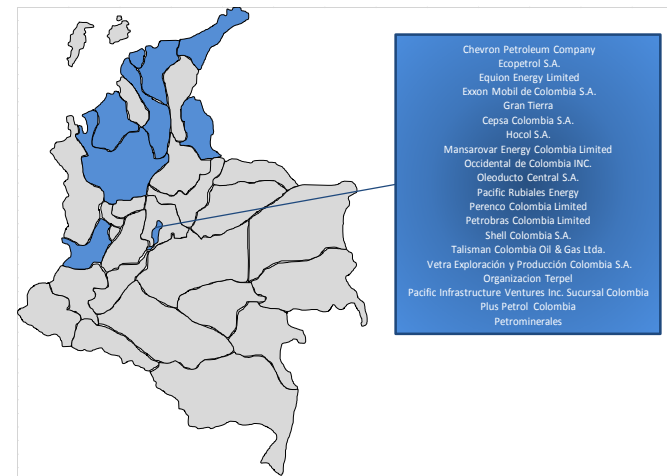 Chevron Petroleum Company
Ecopetrol S.A.
Equion Energy Limited
Exxon Mobil de Colombia S.A.
Gran Tierra
Cepsa Colombia S.A.
Hocol S.A.
Mansarovar Energy Colombia Limited
Occidental de Colombia INC.
Oleoducto Central S.A.
Pacific Rubiales Energy
Perenco Colombia Limited
Petrobras Colombia Limited
Shell Colombia S.A.
Talisman Colombia Oil & Gas Ltda.
Vetra Exploración y Producción Colombia S.A.
Organizacion Terpel
Pacific Infrastructure Ventures Inc. Sucursal Colombia
Plus Petrol Colombia
Petrominerales